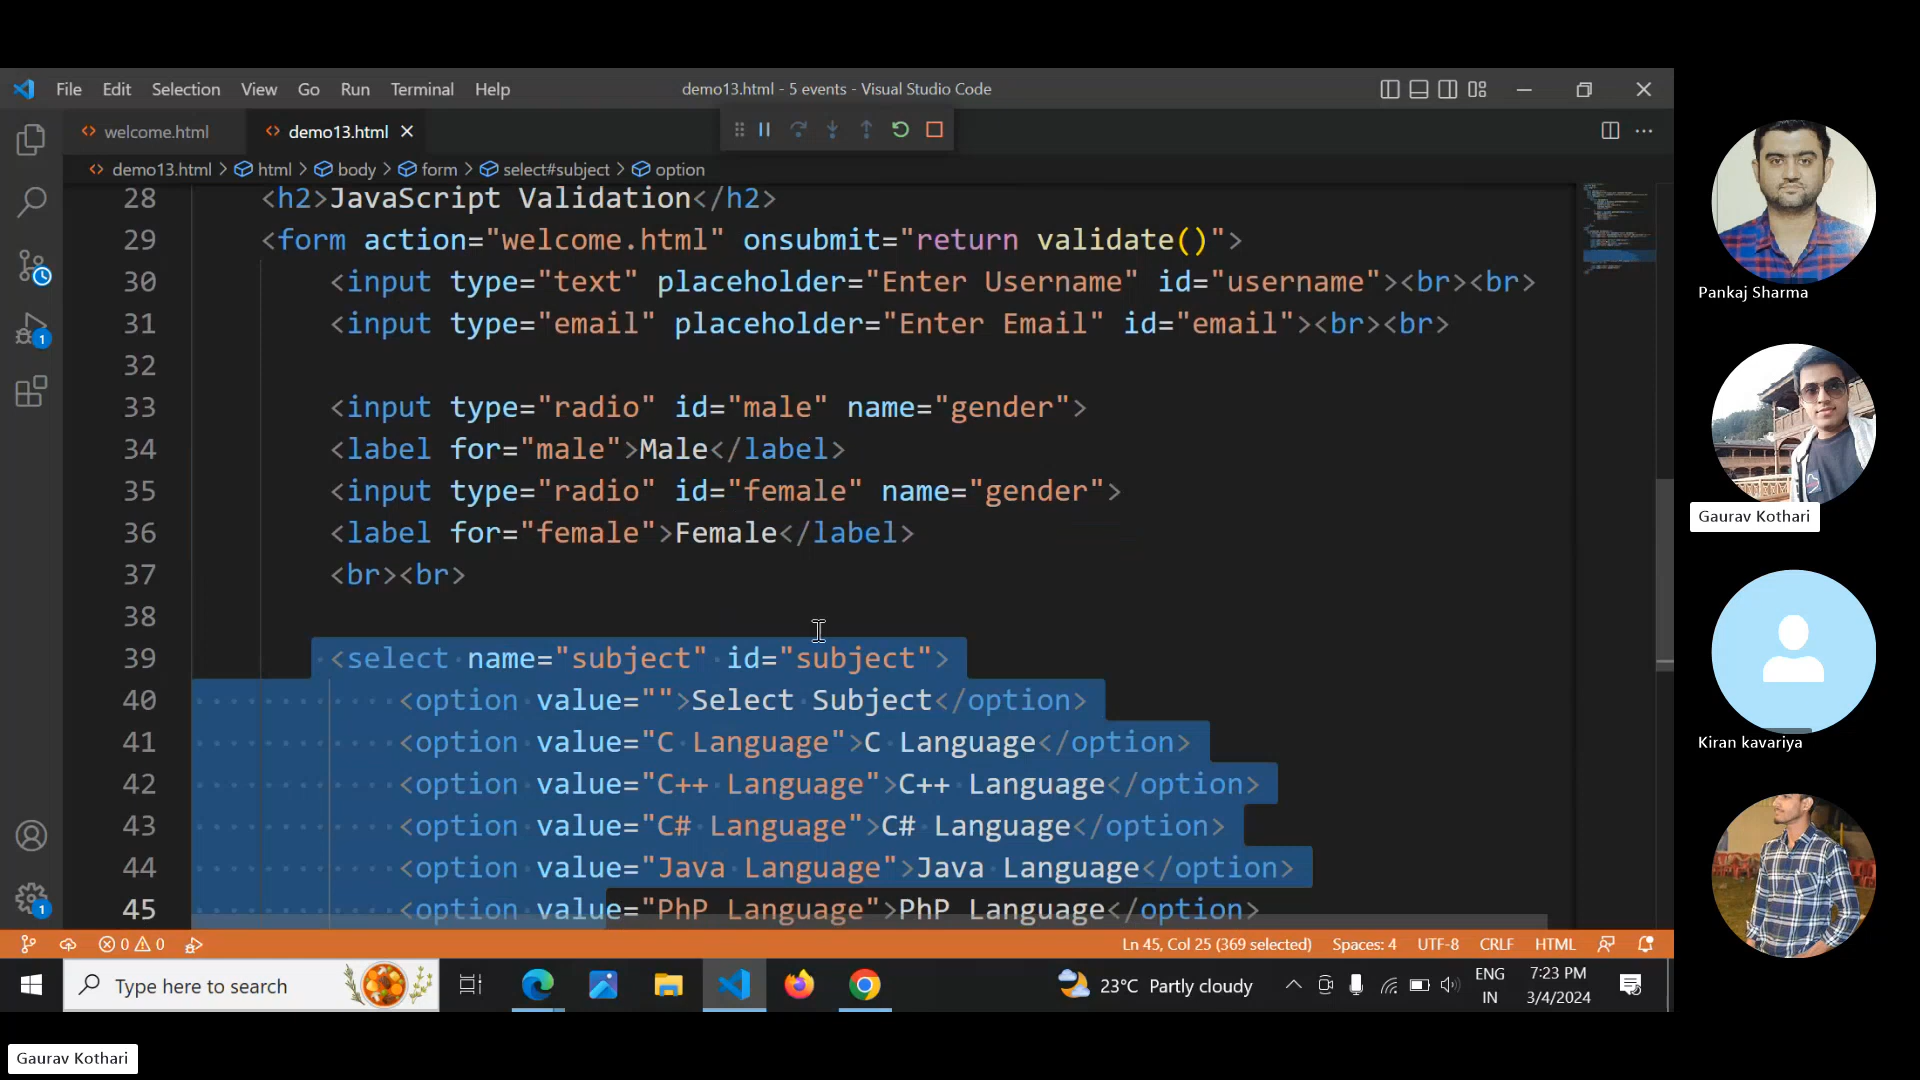 File Edit Selection View Go Run Terminal Help
demo13.html - 5 events - Visual Studio Code
welcome.html
demo13.html
demo13.html > html > body > form > select#subject > option
28 <h2>JavaScript Validation</h2>
29 <form action="welcome.html" onsubmit="return validate()">
30 <input type="text" placeholder="Enter Username" id="username"><br><br>
31 <input type="email" placeholder="Enter Email" id="email"><br><br>
32
33 <input type="radio" id="male" name="gender">
34 <label for="male">Male</label>
35 <input type="radio" id="female" name="gender">
36 <label for="female">Female</label>
37 <br><br>
38
39 <select name="subject" id="subject">
40 <option value="">Select Subject</option>
41 <option value="C Language">C Language</option>
42 <option value="C++ Language">C++ Language</option>
43 <option value="C# Language">C# Language</option>
44 <option value="Java Language">Java Language</option>
45 <option value="PhP Language">PhP Language</option>
1
1
0 0
Ln 45, Col 25 (369 selected) Spaces: 4 UTF-8 CRLF HTML
Type here to search
23°C Partly cloudy
ENG
IN
7:23 PM
3/4/2024
Pankaj Sharma
Gaurav Kothari
Kiran kavariya
Gaurav Kothari